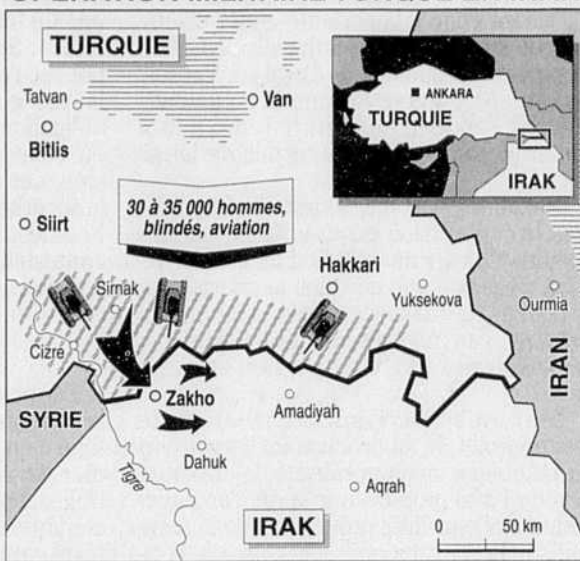 TURQUIE
Tatvan
Van
Bitlis
ANKARA
TURQUIE
IRAK
Siirt
30 à 35 000 hommes,
blindés, aviation
Hakkari
Sirnak
Yuksekova
Ourmia
Cizre
IRAN
SYRIE
Zakho
Amadiyah
Dahuk
Tigre
Aqrah
IRAK
0 50 km